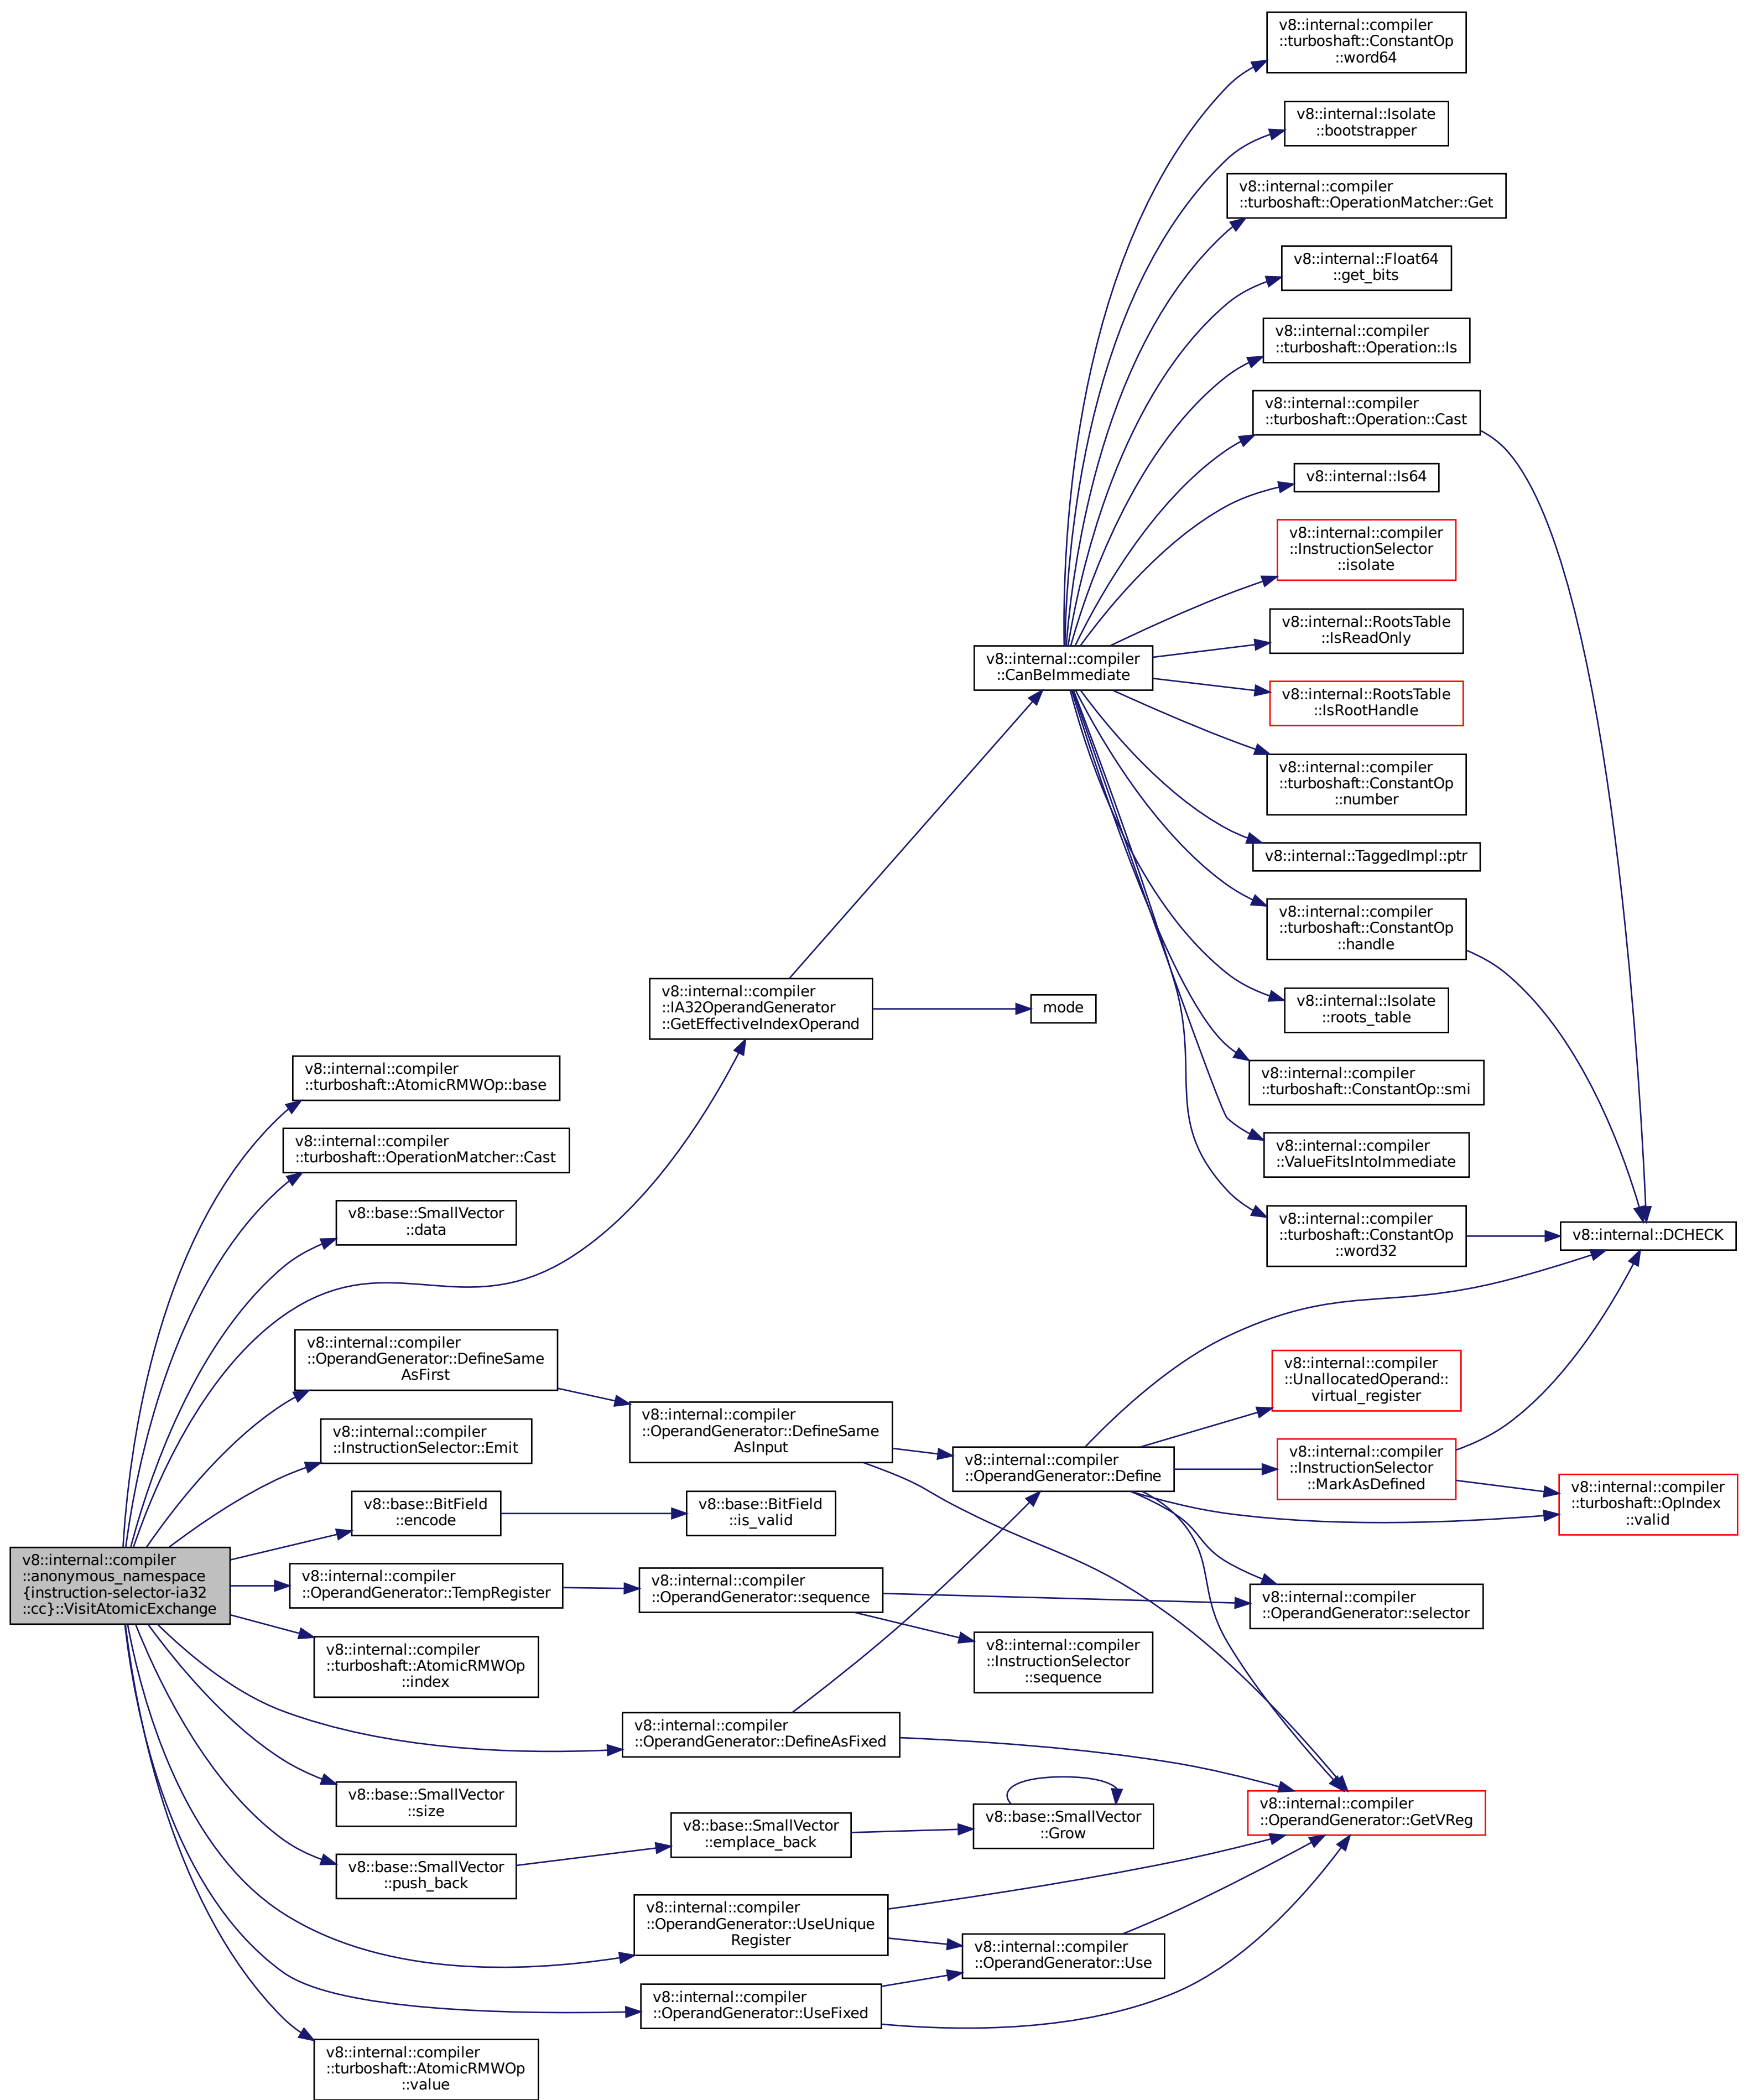 v8::internal::compiler
::turboshaft::ConstantOp
::word64
v8::internal::Isolate
::bootstrapper
v8::internal::compiler
::turboshaft::OperationMatcher::Get
v8::internal::Float64
::get_bits
v8::internal::compiler
::turboshaft::Operation::Is
v8::internal::compiler
::turboshaft::Operation::Cast
v8::internal::Is64
v8::internal::compiler
::InstructionSelector
::isolate
v8::internal::RootsTable
::IsReadOnly
v8::internal::compiler
::CanBeImmediate
v8::internal::RootsTable
::IsRootHandle
v8::internal::compiler
::turboshaft::ConstantOp
::number
v8::internal::TaggedImpl::ptr
v8::internal::compiler
::turboshaft::ConstantOp
::handle
v8::internal::compiler
::IA32OperandGenerator
::GetEffectiveIndexOperand
mode
v8::internal::Isolate
::roots_table
v8::internal::compiler
::turboshaft::AtomicRMWOp::base
v8::internal::compiler
::turboshaft::ConstantOp::smi
v8::internal::compiler
::turboshaft::OperationMatcher::Cast
v8::internal::compiler
::ValueFitsIntoImmediate
v8::base::SmallVector
::data
v8::internal::compiler
::turboshaft::ConstantOp
::word32
v8::internal::DCHECK
v8::internal::compiler
::OperandGenerator::DefineSame
AsFirst
v8::internal::compiler
::UnallocatedOperand::
virtual_register
v8::internal::compiler
::OperandGenerator::DefineSame
AsInput
v8::internal::compiler
::InstructionSelector::Emit
v8::internal::compiler
::OperandGenerator::Define
v8::internal::compiler
::InstructionSelector
::MarkAsDefined
v8::internal::compiler
::turboshaft::OpIndex
::valid
v8::base::BitField
::encode
v8::base::BitField
::is_valid
v8::internal::compiler
::anonymous_namespace
{instruction-selector-ia32
::cc}::VisitAtomicExchange
v8::internal::compiler
::OperandGenerator::TempRegister
v8::internal::compiler
::OperandGenerator::sequence
v8::internal::compiler
::OperandGenerator::selector
v8::internal::compiler
::turboshaft::AtomicRMWOp
::index
v8::internal::compiler
::InstructionSelector
::sequence
v8::internal::compiler
::OperandGenerator::DefineAsFixed
v8::base::SmallVector
::size
v8::base::SmallVector
::emplace_back
v8::base::SmallVector
::Grow
v8::internal::compiler
::OperandGenerator::GetVReg
v8::base::SmallVector
::push_back
v8::internal::compiler
::OperandGenerator::UseUnique
Register
v8::internal::compiler
::OperandGenerator::Use
v8::internal::compiler
::OperandGenerator::UseFixed
v8::internal::compiler
::turboshaft::AtomicRMWOp
::value